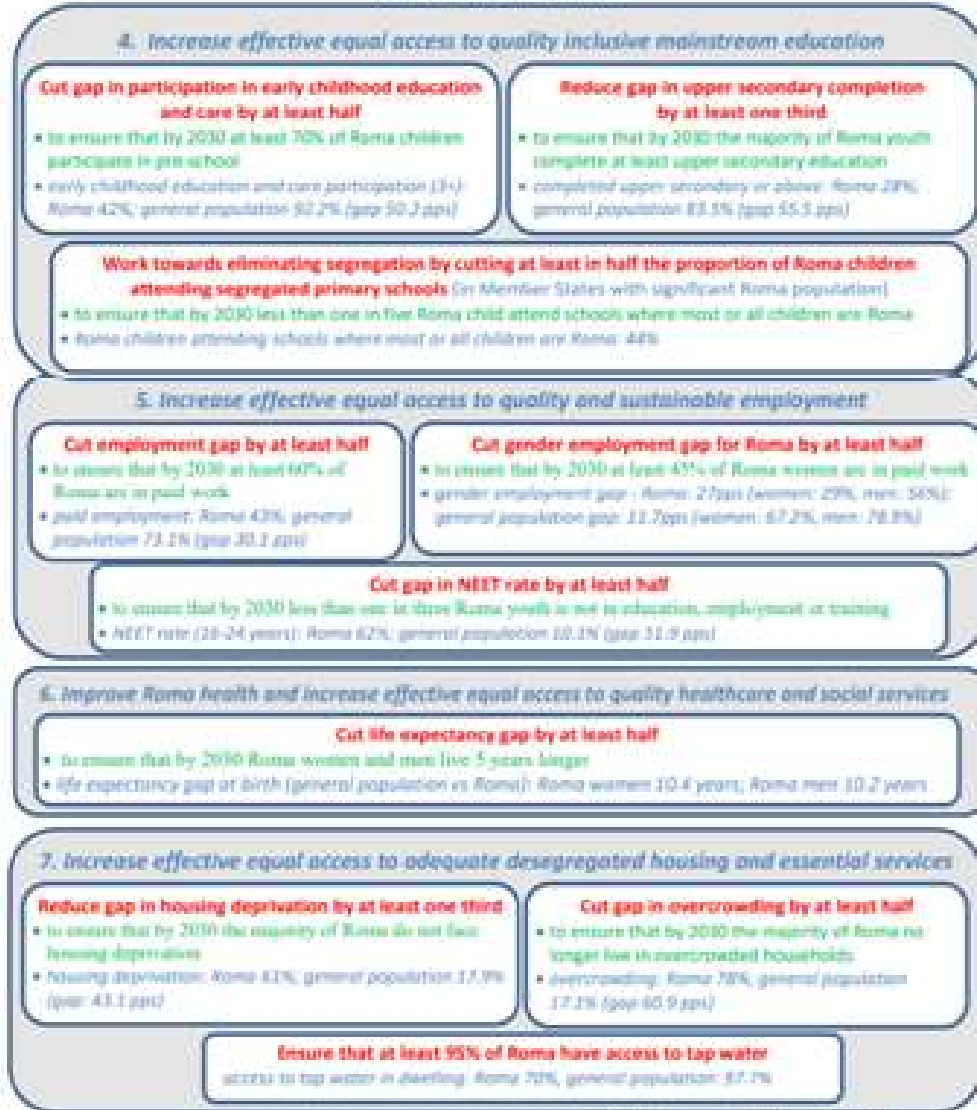 4. Increase effective equal access to quality inclusive mainstream education
Cut gap in participation in early childhood education
and care by at least half
• to ensure that by 2030 at least 70% of Roma children
participate in pre-school
• early childhood education and care participation (3+):
Roma 42%, general population 92.2% (gap 50.2 pps)
Reduce gap in upper secondary completion
by at least one third
• to ensure that by 2030 the majority of Roma youth
complete at least upper secondary education
• completed upper secondary or above: Roma 28%,
general population 83.5% (gap 55.5 pps)
Work towards eliminating segregation by cutting at least in half the proportion of Roma children
attending segregated primary schools (in Member States with significant Roma population)
• to ensure that by 2030 less than one in five Roma child attend schools where most or all children are Roma
• Roma children attending schools where most or all children are Roma: 44%
5. Increase effective equal access to quality and sustainable employment
Cut employment gap by at least half
• to ensure that by 2030 at least 60% of
Roma are in paid work
• paid employment: Roma 43%, general
population 73.1% (gap 30.1 pps)
Cut gender employment gap for Roma by at least half
• to ensure that by 2030 at least 45% of Roma women are in paid work
• gender employment gap - Roma: 27pps (women: 29%, men: 56%);
general population gap: 11.7pps (women: 67.2%, men: 78.9%)
Cut gap in NEET rate by at least half
• to ensure that by 2030 less than one in three Roma youth is not in education, employment or training
• NEET rate (16-24 years): Roma 62%; general population 10.1% (gap 51.9 pps)
6. Improve Roma health and increase effective equal access to quality healthcare and social services
Cut life expectancy gap by at least half
• to ensure that by 2030 Roma women and men live 5 years longer
• life expectancy gap at birth (general population vs Roma): Roma women 10.4 years; Roma men 10.2 years
7. Increase effective equal access to adequate desegregated housing and essential services
Reduce gap in housing deprivation by at least one third
• to ensure that by 2030 the majority of Roma do not face
housing deprivation
• housing deprivation: Roma 61%; general population 17.9%
(gap: 43.1 pps)
Cut gap in overcrowding by at least half
• to ensure that by 2030 the majority of Roma no
longer live in overcrowded households
• overcrowding: Roma 78%, general population
17.1% (gap 60.9 pps)
Ensure that at least 95% of Roma have access to tap water
access to tap water in dwelling: Roma 70%, general population: 97.7%